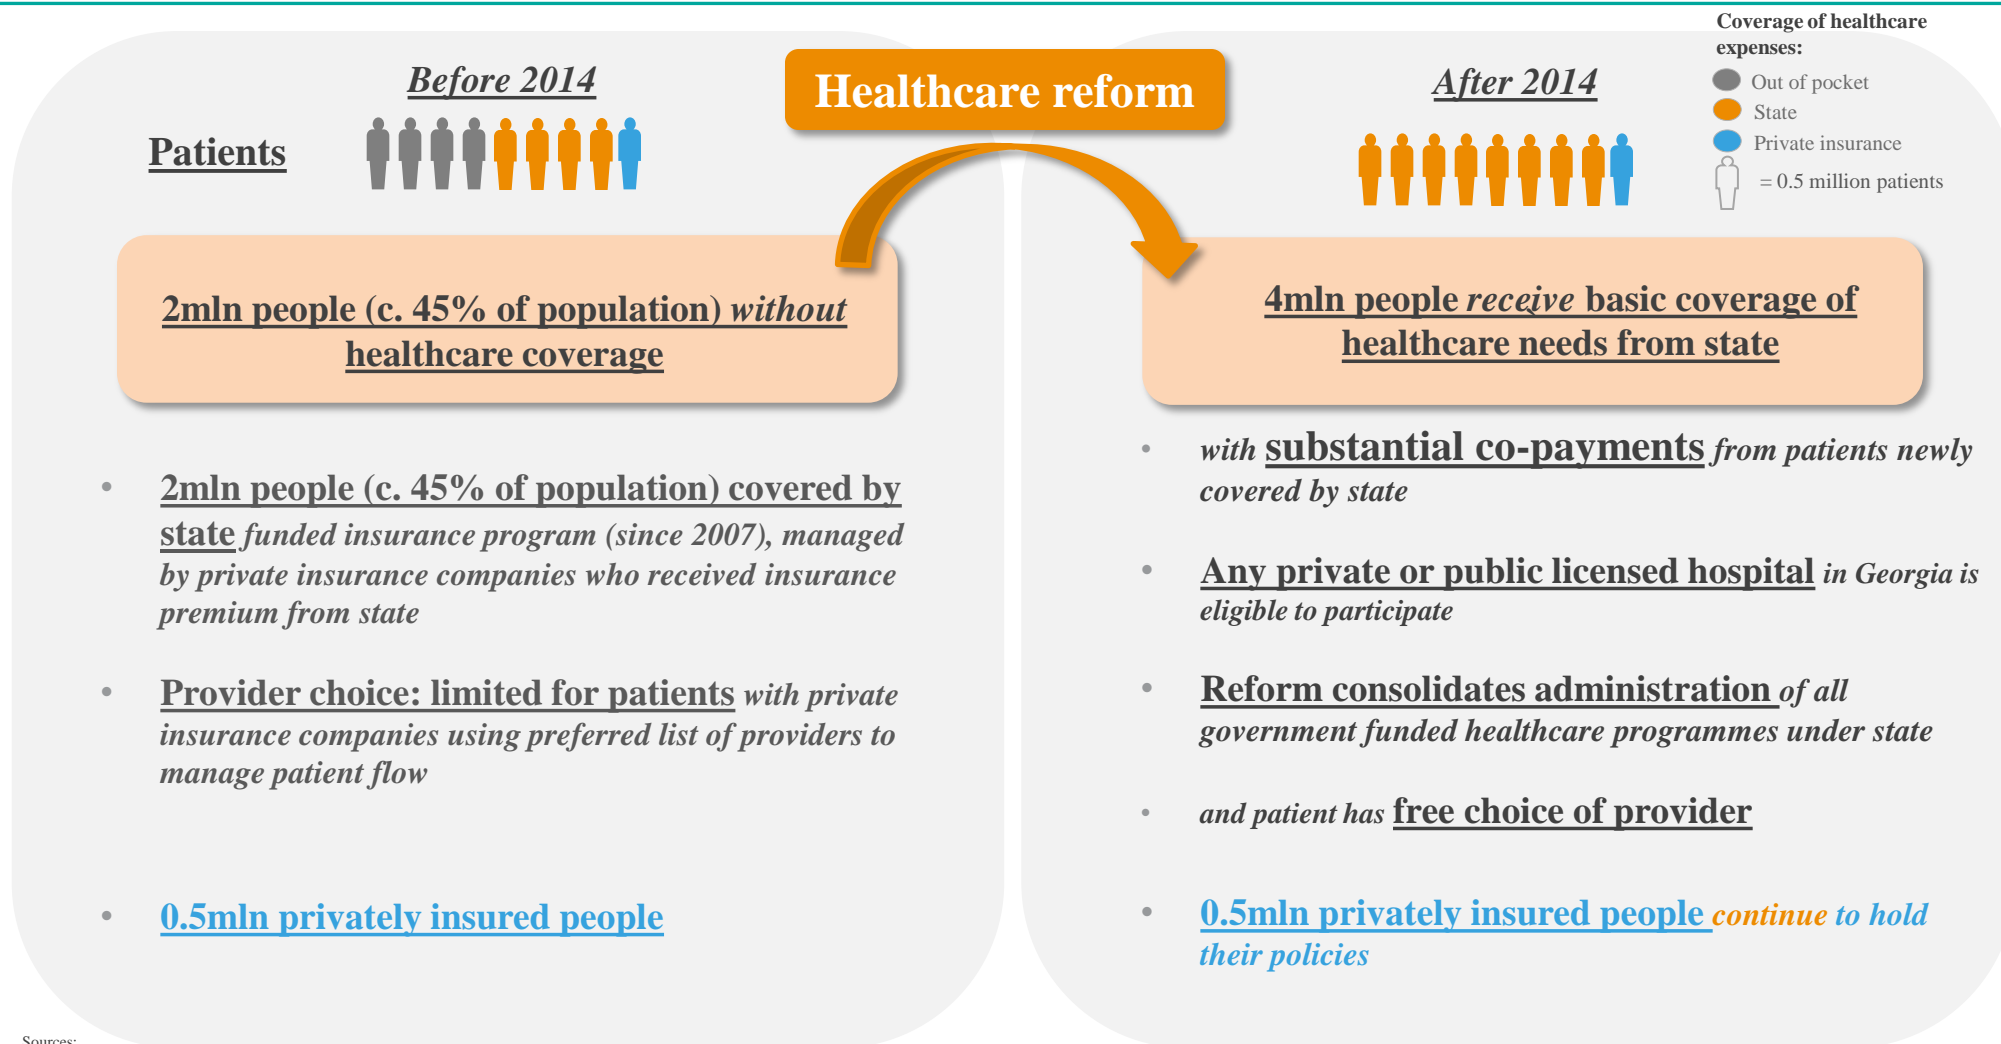 Coverage of healthcare
expenses:
Out of pocket
State
Private insurance
= 0.5 million patients
Healthcare reform
Before 2014
Patients
2mln people (c. 45% of population) without
healthcare coverage
• 2mln people (c. 45% of population) covered by
state funded insurance program (since 2007), managed
by private insurance companies who received insurance
premium from state
• Provider choice: limited for patients with private
insurance companies using preferred list of providers to
manage patient flow
• 0.5mln privately insured people
After 2014
4mln people receive basic coverage of
healthcare needs from state
• with substantial co-payments from patients newly
covered by state
• Any private or public licensed hospital in Georgia is
eligible to participate
• Reform consolidates administration of all
government funded healthcare programmes under state
• and patient has free choice of provider
• 0.5mln privately insured people continue to hold
their policies
Sources: